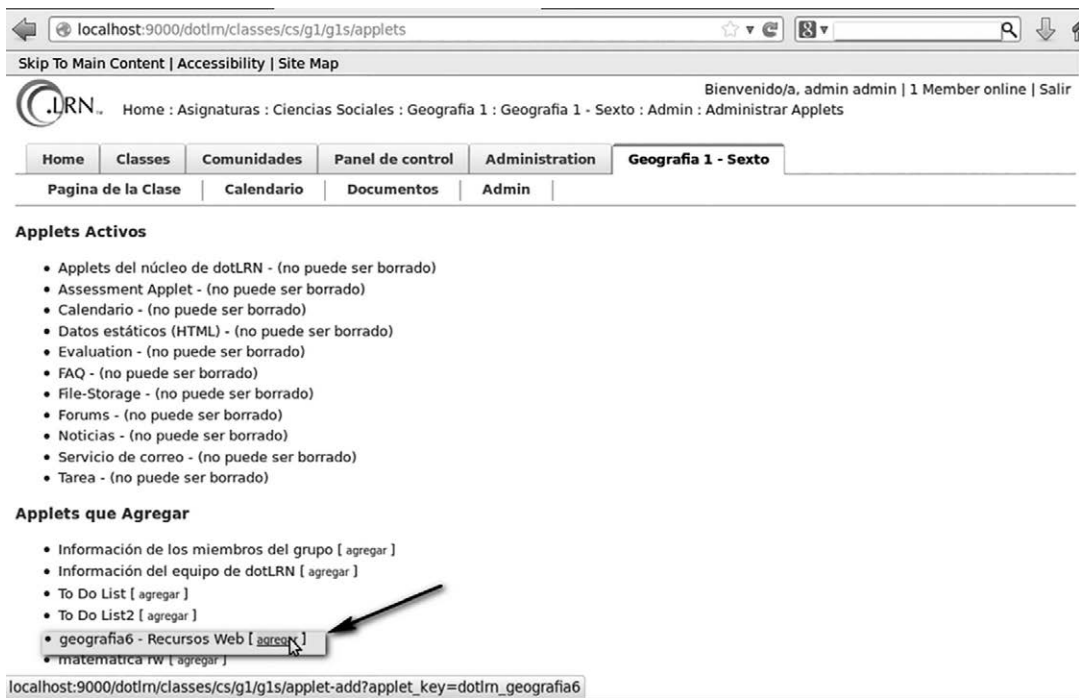 localhost:9000/dotlrn/classes/cs/g1/g1s/applets
Skip To Main Content | Accessibility | Site Map
Bienvenido/a, admin admin | 1 Member online | Salir
.LRN
Home : Asignaturas : Ciencias Sociales : Geografia 1 : Geografia 1 - Sexto : Admin : Administrar Applets
Home Classes Comunidades Panel de control Administration Geografia 1 - Sexto
Pagina de la Clase Calendario Documentos Admin
Applets Activos
• Applets del núcleo de dotLRN - (no puede ser borrado)
• Assessment Applet - (no puede ser borrado)
• Calendario - (no puede ser borrado)
• Datos estáticos (HTML) - (no puede ser borrado)
• Evaluation - (no puede ser borrado)
• FAQ - (no puede ser borrado)
• File-Storage - (no puede ser borrado)
• Forums - (no puede ser borrado)
• Noticias - (no puede ser borrado)
• Servicio de correo - (no puede ser borrado)
• Tarea - (no puede ser borrado)
Applets que Agregar
• Información de los miembros del grupo [ agregar ]
• Información del equipo de dotLRN [ agregar ]
• To Do List [ agregar ]
• To Do List2 [ agregar ]
• geografia6 - Recursos Web [ agregar ]
• matematica rw [ agregar ]
localhost:9000/dotlrn/classes/cs/g1/g1s/applet-add?applet_key=dotlrn_geografia6